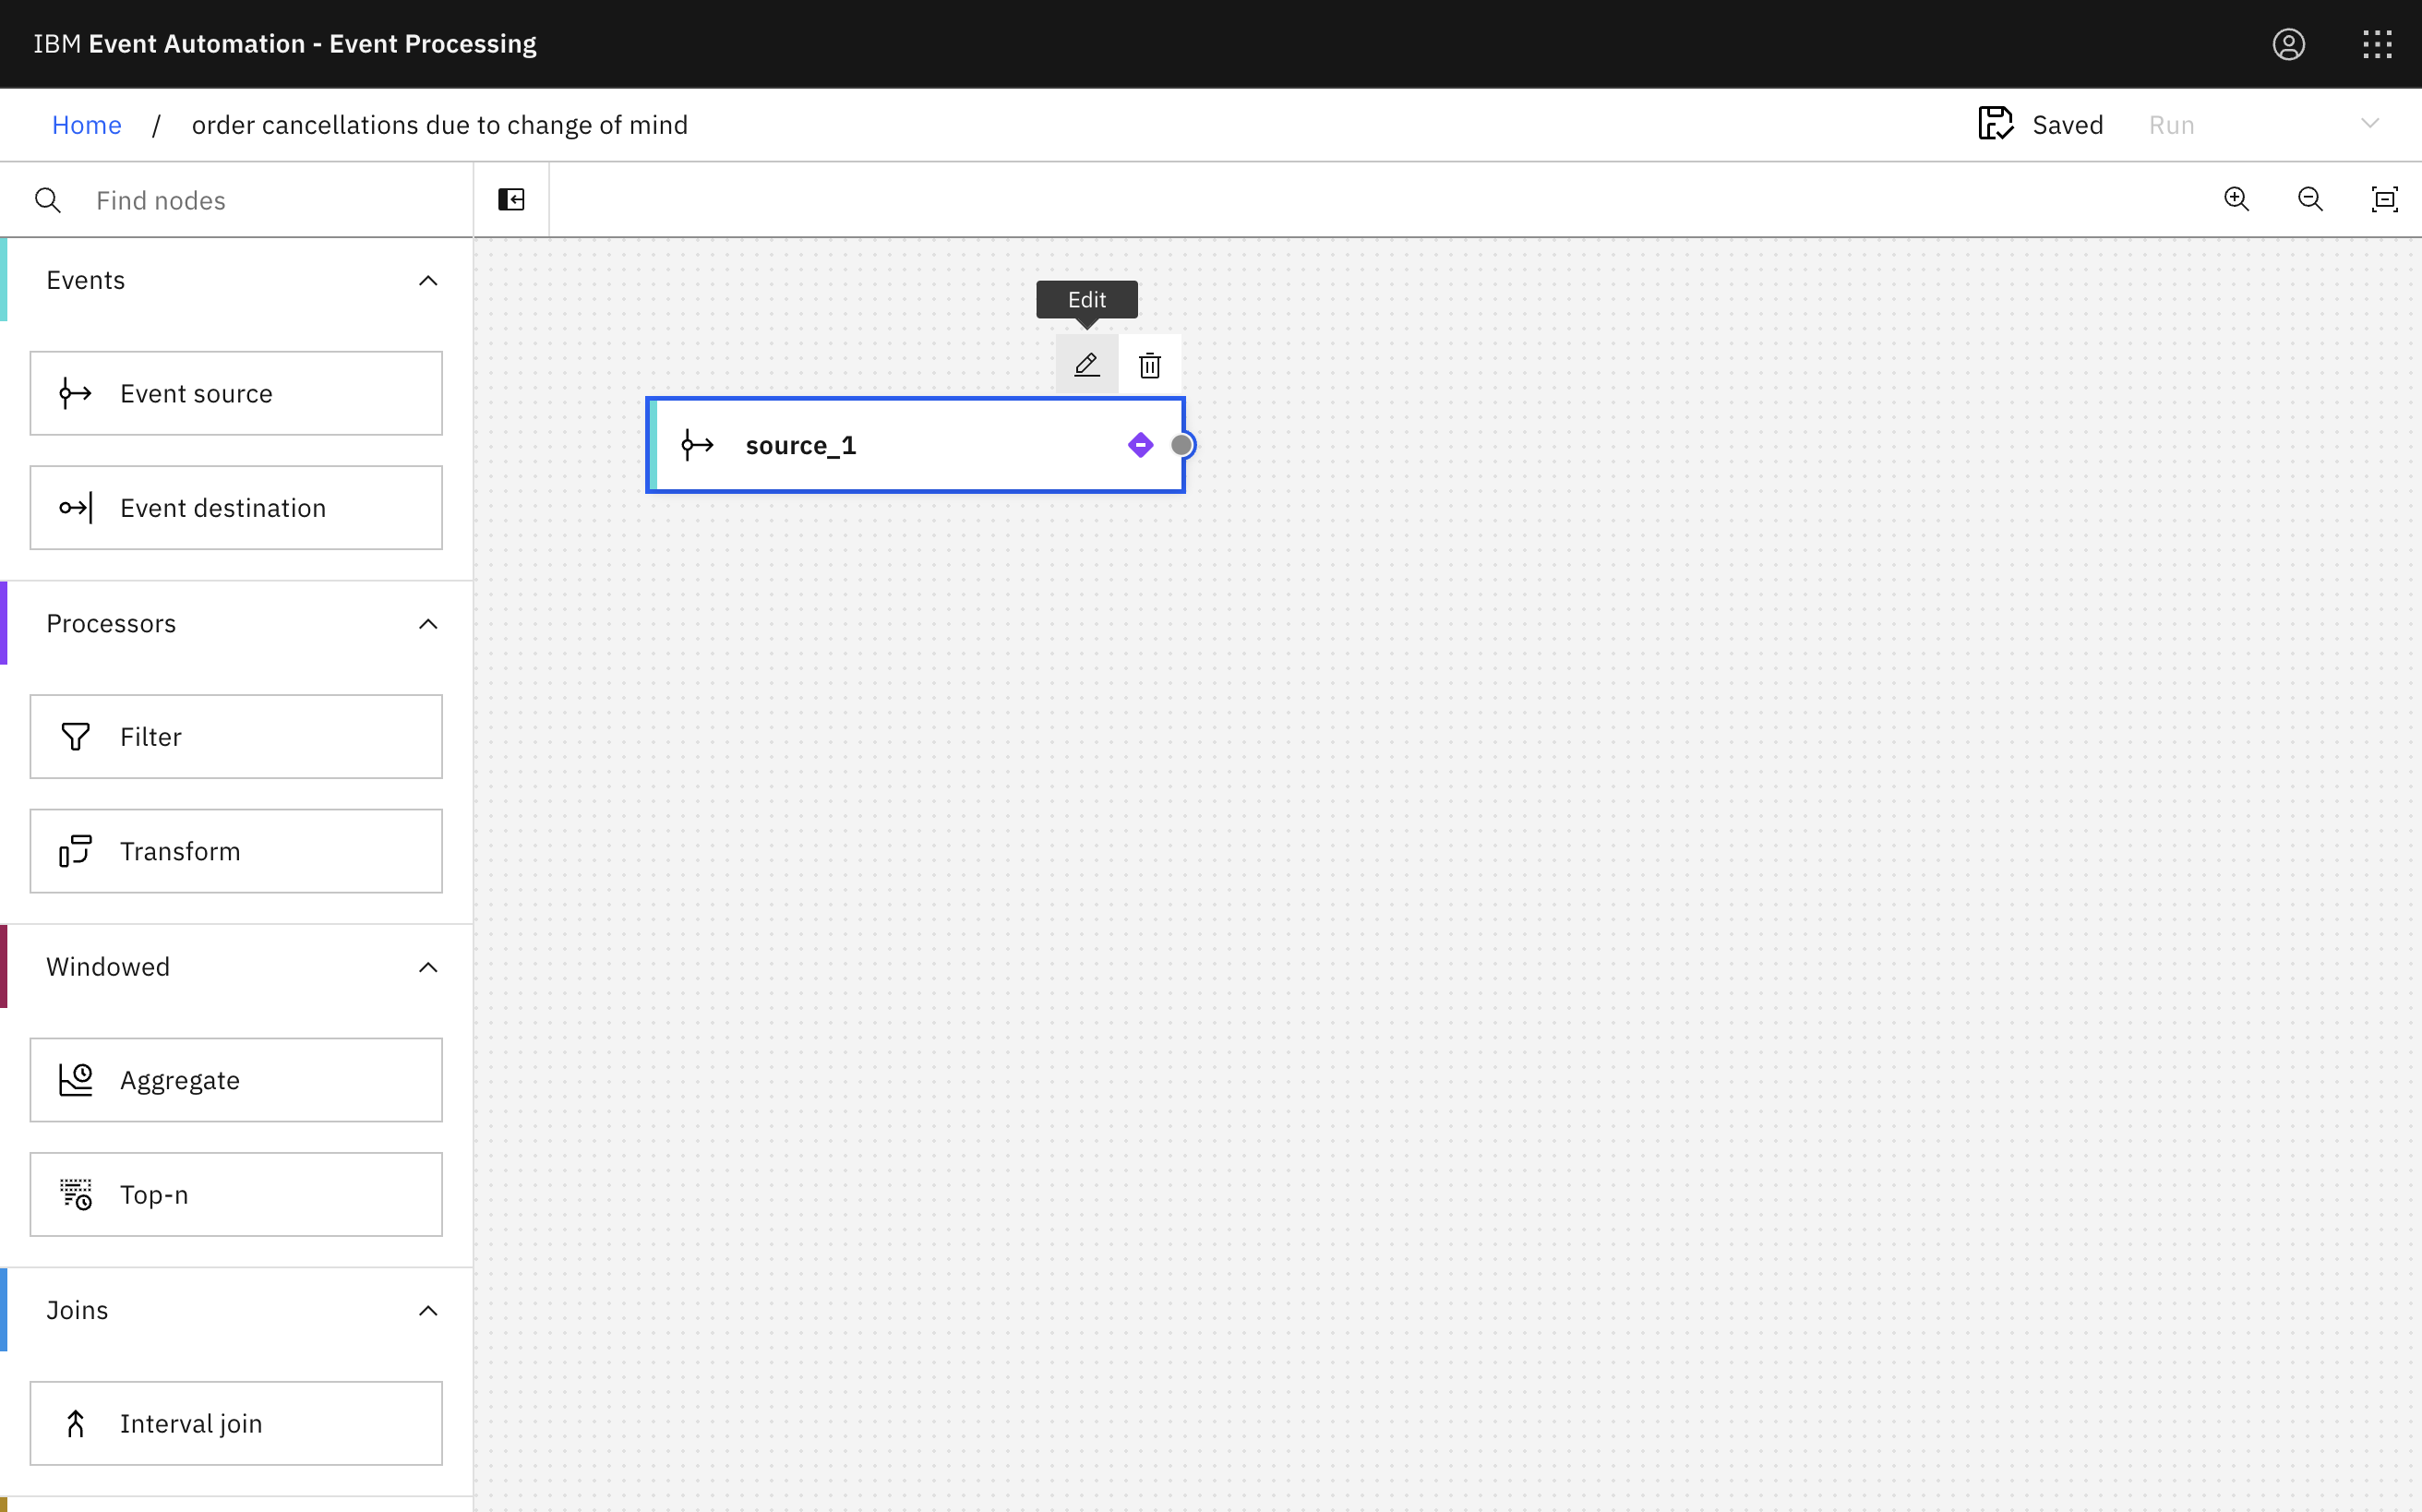 IBM Event Automation - Event Processing
Home / order cancellations due to change of mind
Saved
Run
Find nodes
Events
Event source
Event destination
Processors
Filter
Transform
Windowed
Aggregate
Top-n
Joins
Interval join
Edit
source_1